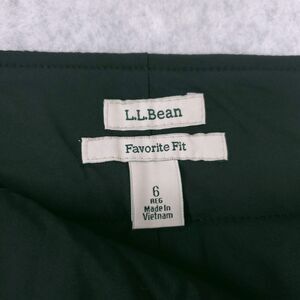 L.L.Bean
Favorite Fit
6
REG
Made In
Vietnam